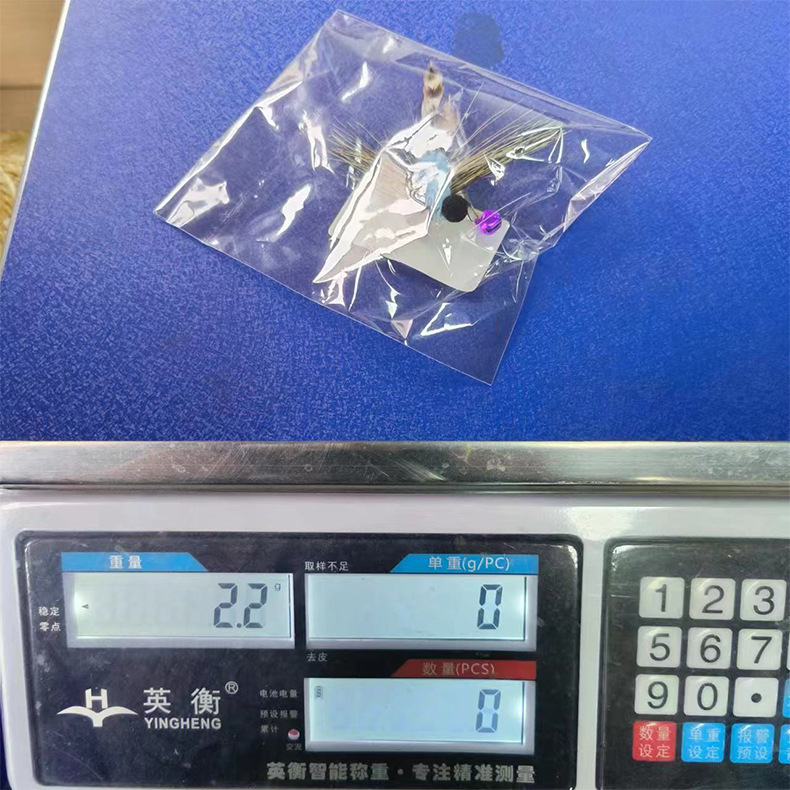 重量
取样不足
单重(g/PC)
稳定
零点
2.2 g
0
去皮
数量(PCS)
英衡®
YINGHENG
电池电量
预设报警
累计
交流
0
英衡智能称重·专注精准测量
1 2 3
5 6 7
9 0 •
数量设定
单重设定
报警预设